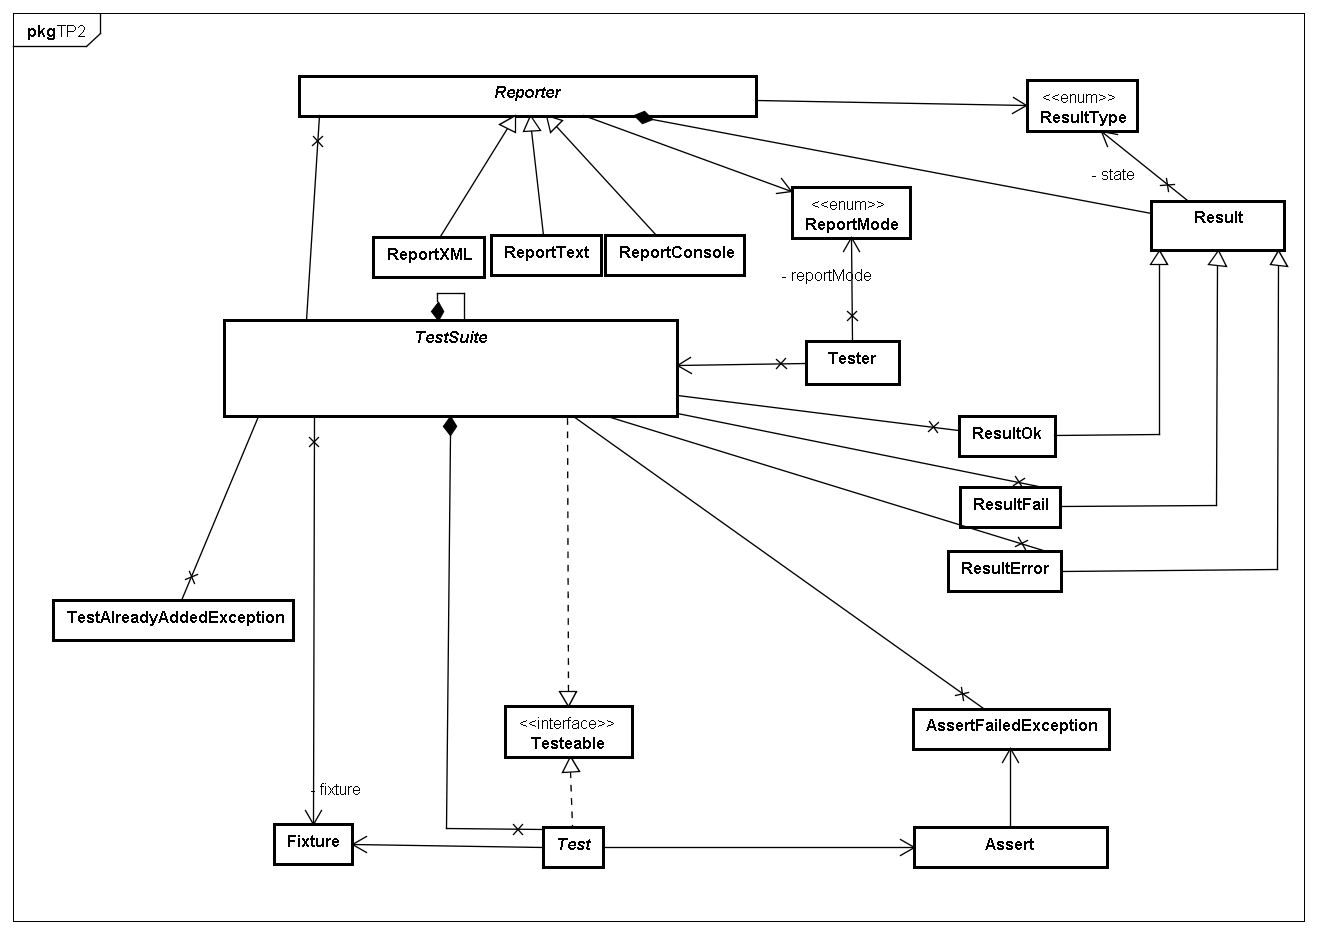 pkgTP2
Reporter
<<enum>>
ResultType
- state
<<enum>>
ReportMode
Result
ReportXML
ReportText
ReportConsole
- reportMode
TestSuite
Tester
ResultOk
ResultFail
ResultError
TestAlreadyAddedException
<<interface>>
Testeable
AssertFailedException
- fixture
Fixture
Test
Assert